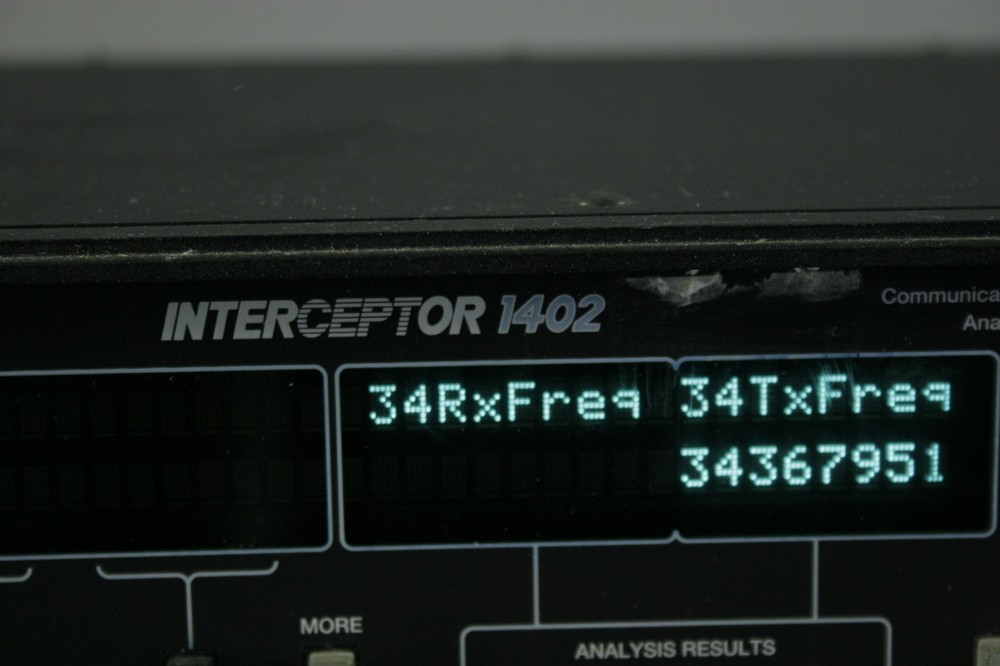 INTERCEPTOR 1402
Communica
Ana
34RxFreq 34TxFreq
34367951
MORE
ANALYSIS RESULTS